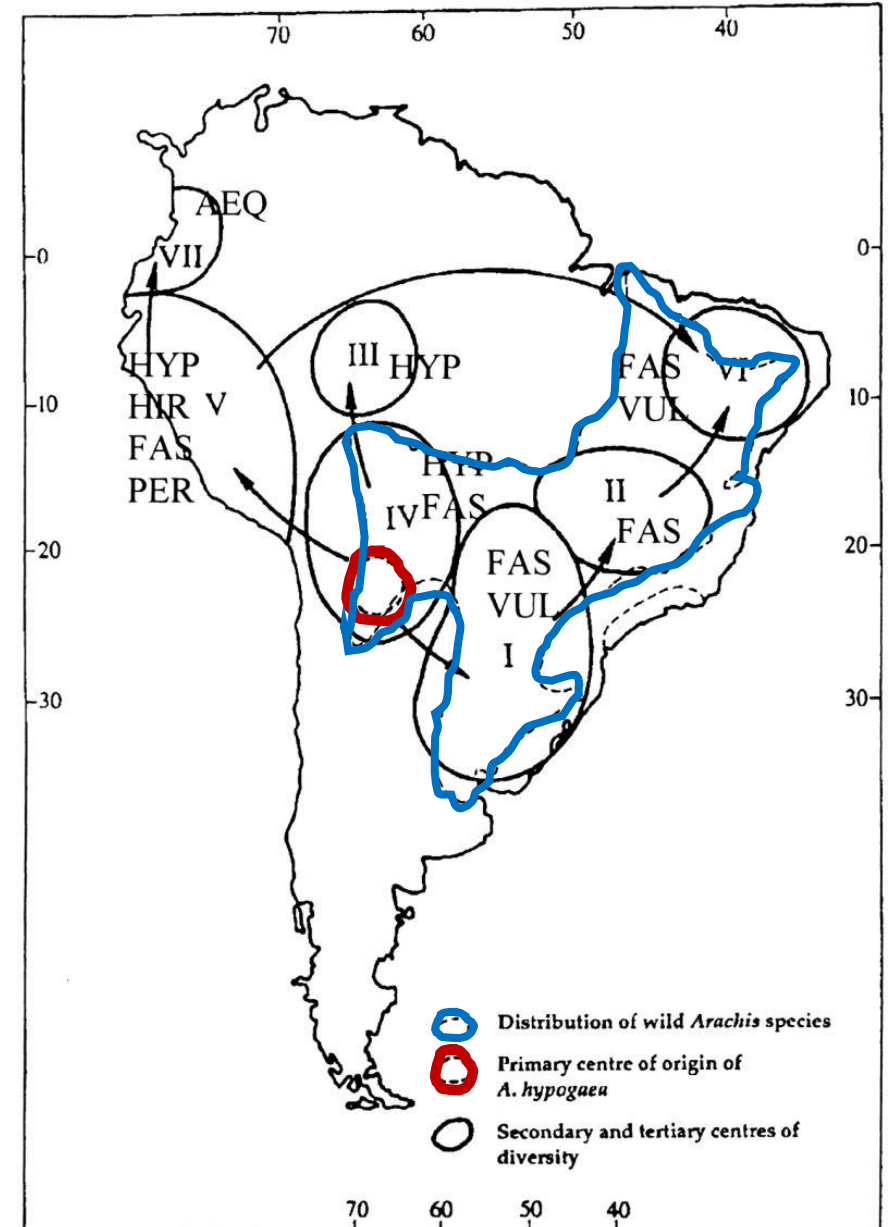 70 60 50 40
AEQ
VII
0 0
III HYP
HYP
HIR V
FAS
PER
FAS VI
VUL
10 10
HYP
IV FAS
II
FAS
20 20
FAS
VUL
I
30 30
Distribution of wild Arachis species
Primary centre of origin of
A. hypogaea
Secondary and tertiary centres of
diversity
70 60 50 40